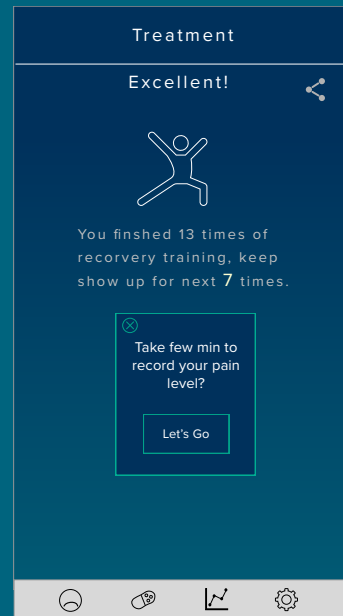 Treatment
Excellent!
You finshed 13 times of
recorvery training, keep
show up for next 7 times.
Take few min to
record your pain
level?
Let's Go